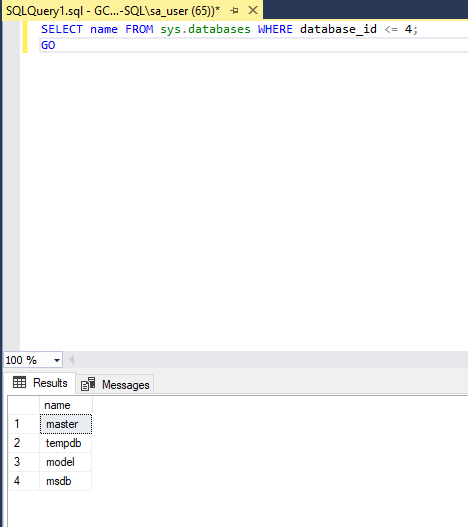 SQLQuery1.sql - GC...-SQL\sa_user (65))*
SELECT name FROM sys.databases WHERE database_id <= 4;
GO
100 %
Results Messages
name
1 master
2 tempdb
3 model
4 msdb